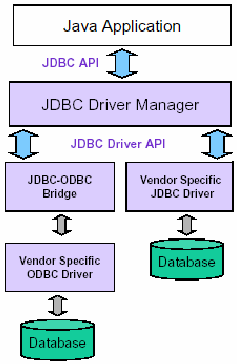 Java Application
JDBC API
JDBC Driver Manager
JDBC Driver API
JDBC-ODBC
Bridge
Vendor Specific
JDBC Driver
Vendor Specific
ODBC Driver
Database
Database